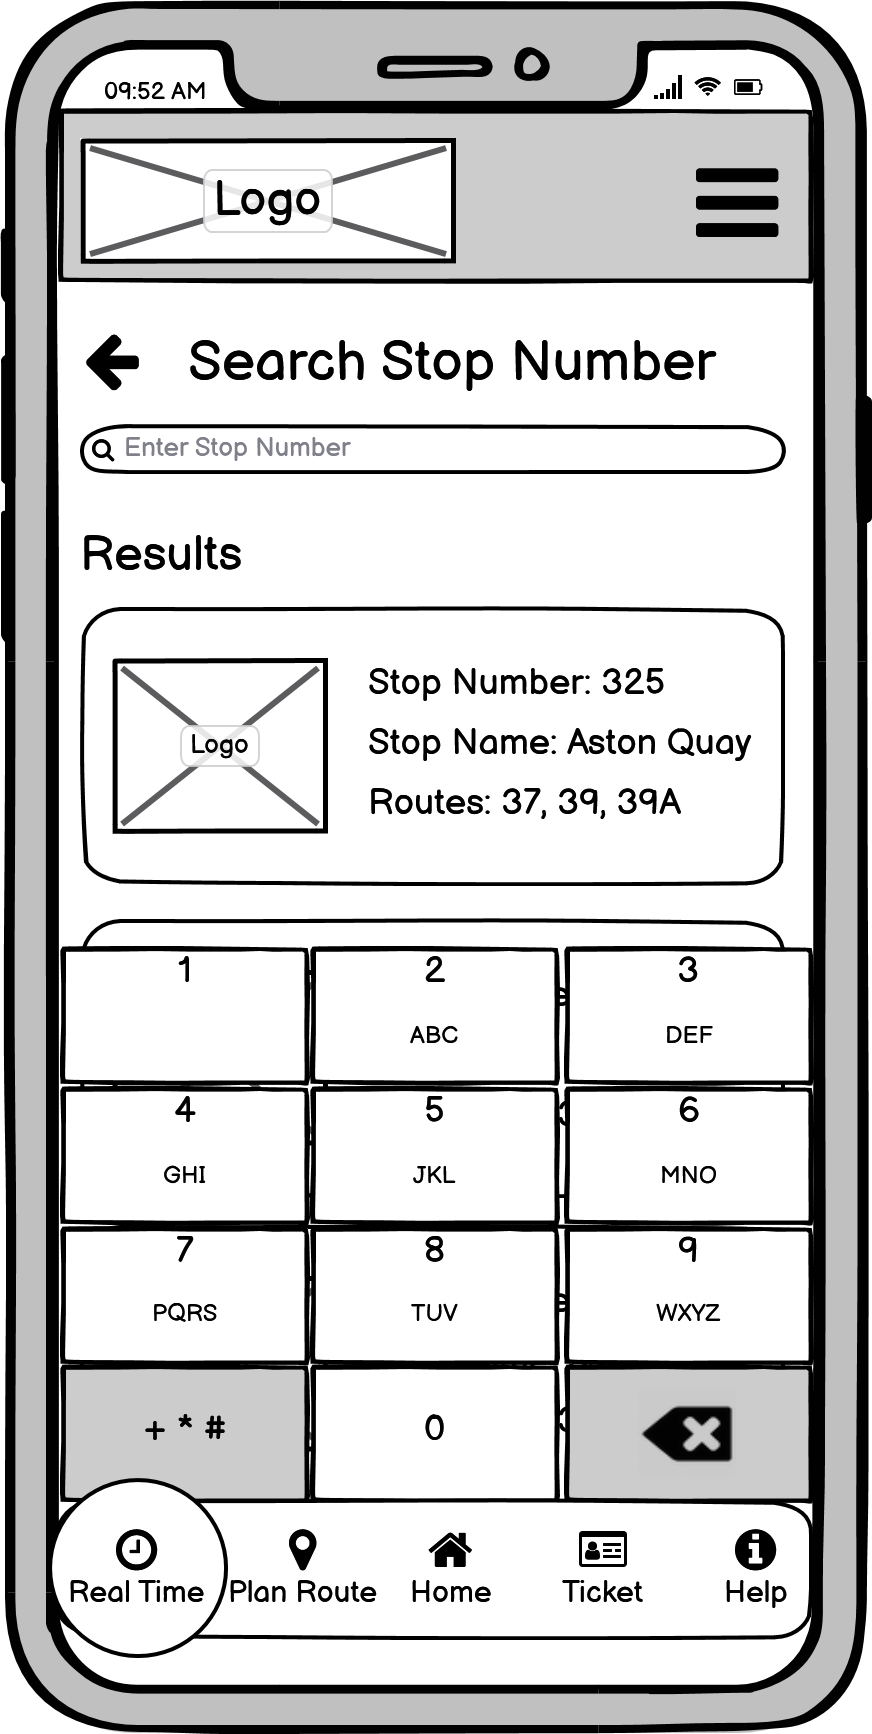 09:52 AM
Logo
Search Stop Number
Enter Stop Number
Results
Logo
Stop Number: 325
Stop Name: Aston Quay
Routes: 37, 39, 39A
1 2 3
ABC DEF
4 5 6
GHI JKL MNO
7 8 9
PQRS TUV WXYZ
+ * # 0
Real Time Plan Route Home Ticket Help